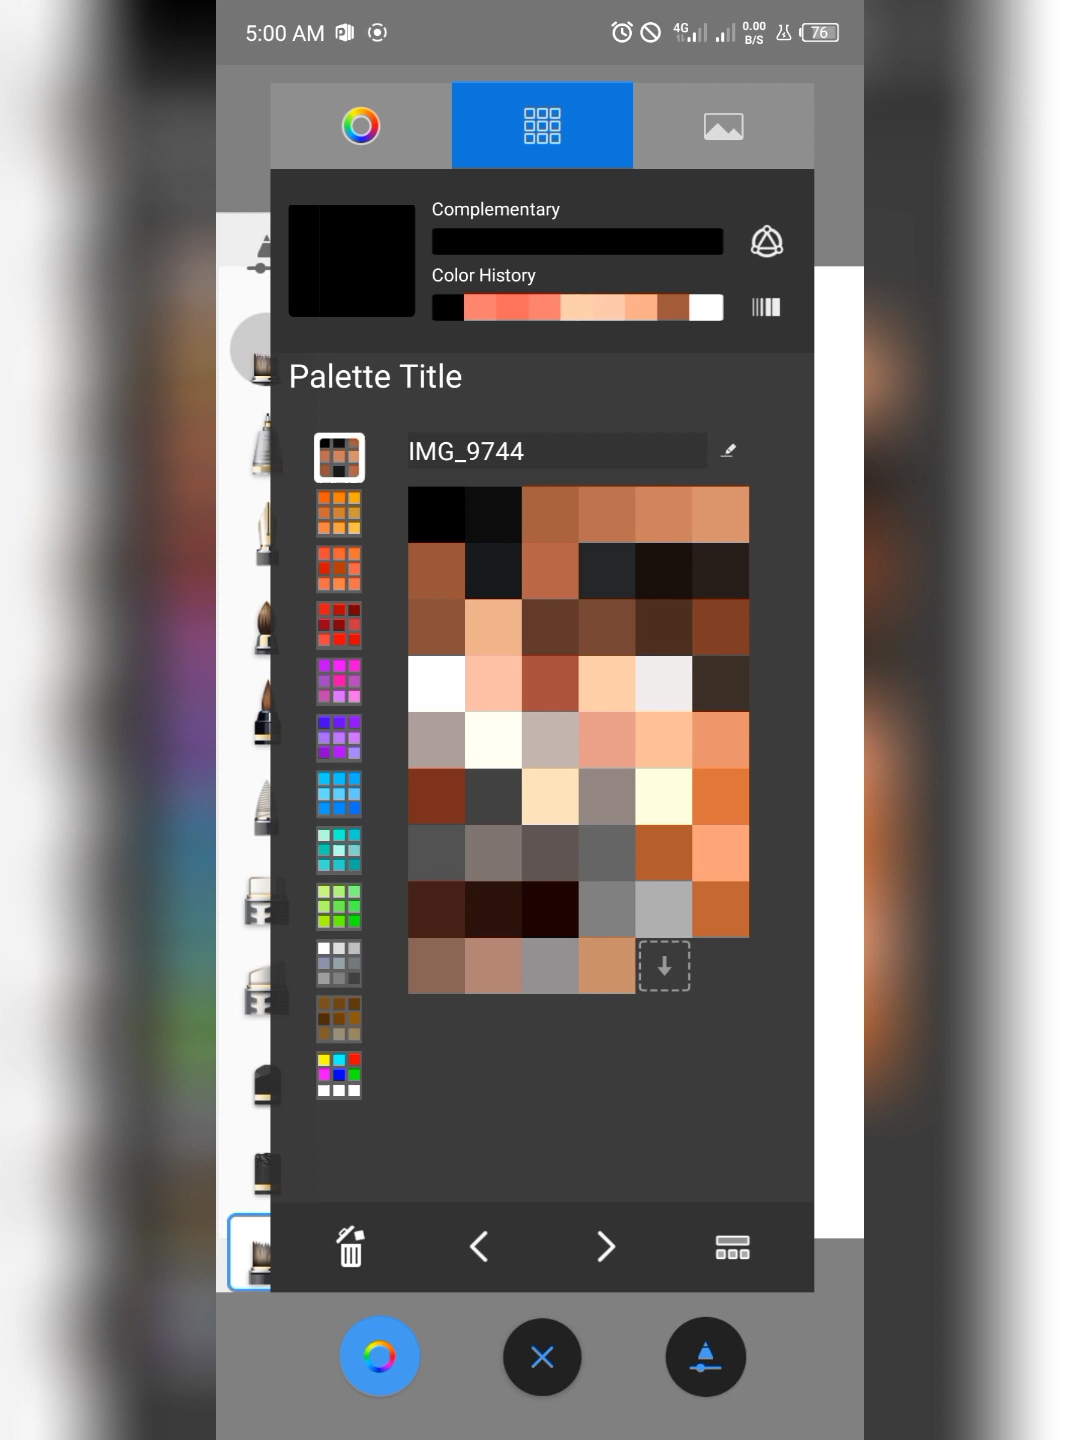 5:00 AM
4G
0.00
B/S
76
Complementary
Color History
Palette Title
IMG_9744